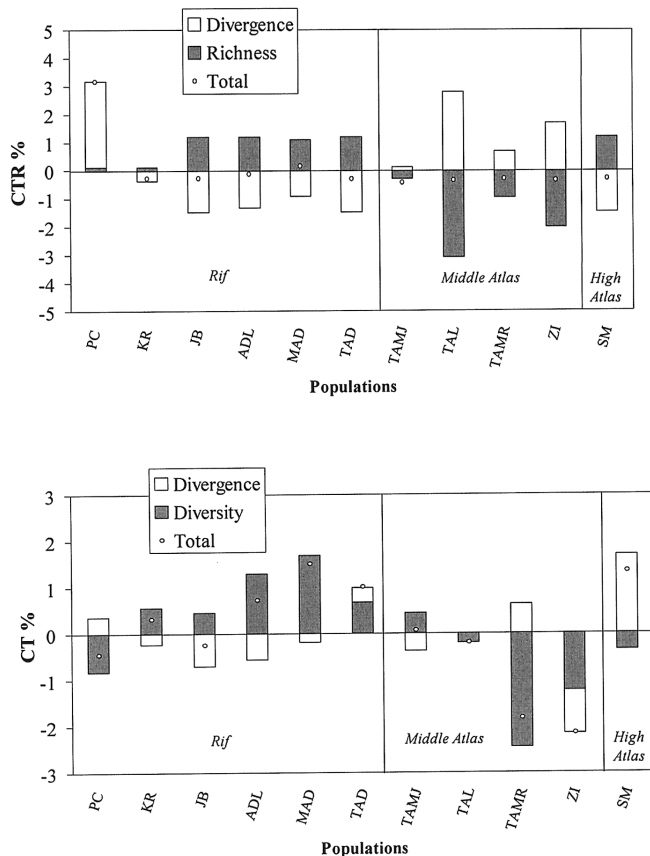 Divergence
Richness
Total
5
4
3
2
1
0
-1
-2
-3
-4
-5
CTR %
Rif
Middle Atlas
High
Atlas
PC
KR
JB
ADL
MAD
TAD
TAMJ
TAL
TAMR
ZI
SM
Populations
Divergence
Diversity
Total
3
2
1
0
-1
-2
-3
CT %
Rif
Middle Atlas
High
Atlas
PC
KR
JB
ADL
MAD
TAD
TAMJ
TAL
TAMR
ZI
SM
Populations